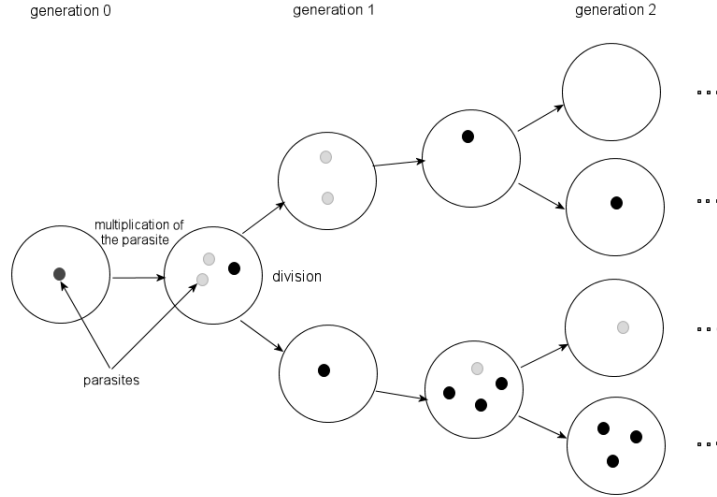 generation 0
generation 1
generation 2
multiplication of
the parasite
division
parasites